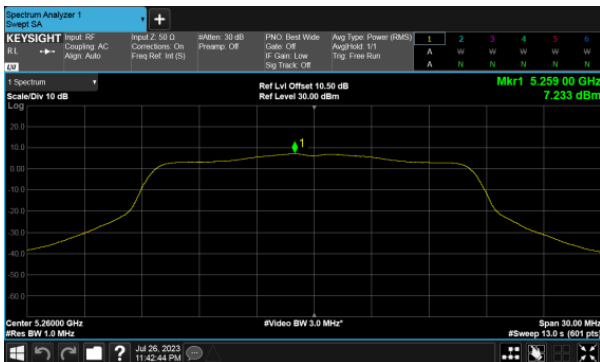 Spectrum Analyzer 1
Swept SA
+
KEYSIGHT Input: RF Input Z: 50 Ω #Atten: 30 dB PNO: Best Wide Avg Type: Power (RMS) 1 2 3 4 5 6
RL Coupling: AC Corrections: On Preamp: Off Gate: Off Avg|Hold: 1/1 A W W W W W
Align: Auto Freq Ref: Int (S) IF Gain: Low Trig: Free Run
LXI Sig Track: Off A N N N N N
1 Spectrum Ref Lvl Offset 10.50 dB Mkr1 5.259 00 GHz
Scale/Div 10 dB Ref Level 30.00 dBm 7.233 dBm
Log
20.0
1
10.0
0.00
-10.0
-20.0
-30.0
-40.0
-50.0
-60.0
Center 5.26000 GHz #Video BW 3.0 MHz* Span 30.00 MHz
#Res BW 1.0 MHz #Sweep 13.0 s (601 pts)
? Jul 26, 2023
11:42:44 PM